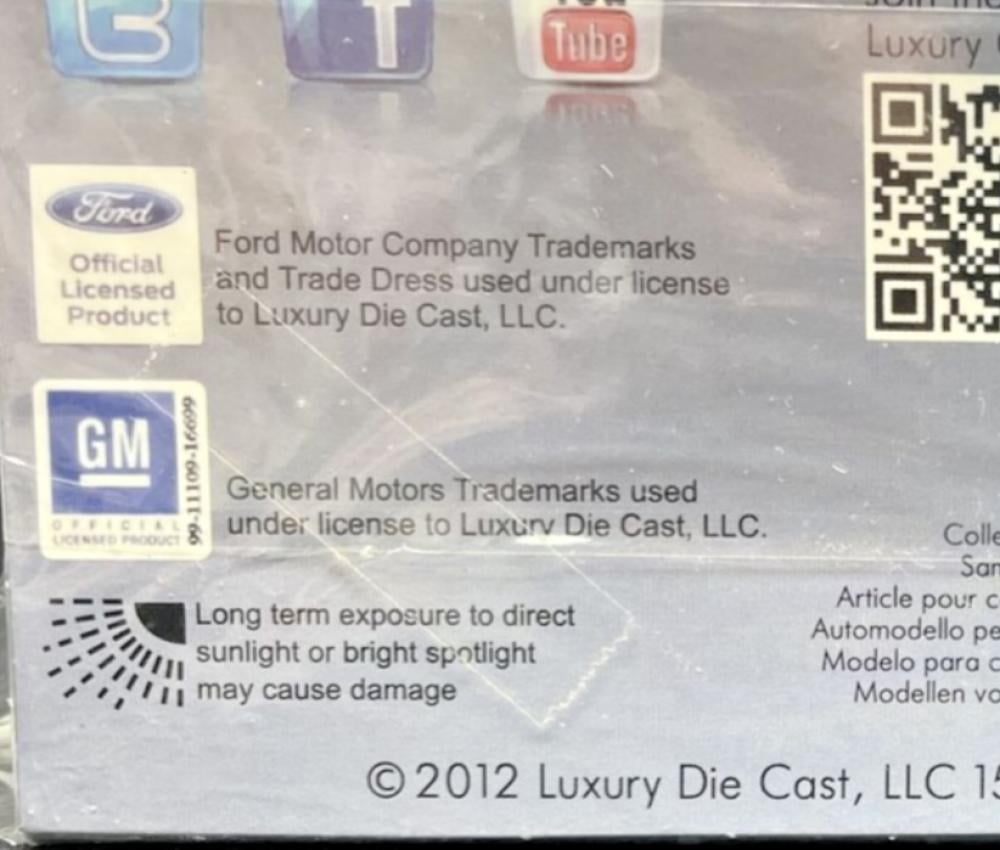 Tube
Luxury
Ford
Official
Licensed
Product
Ford Motor Company Trademarks
and Trade Dress used under license
to Luxury Die Cast, LLC.
GM
OFFICIAL
LICENSED PRODUCT
99-11109-16699
General Motors Trademarks used
under license to Luxury Die Cast, LLC.
Long term exposure to direct
sunlight or bright spotlight
may cause damage
Colle
San
Article pour c
Automodello pe
Modelo para c
Modellen vo
© 2012 Luxury Die Cast, LLC 15